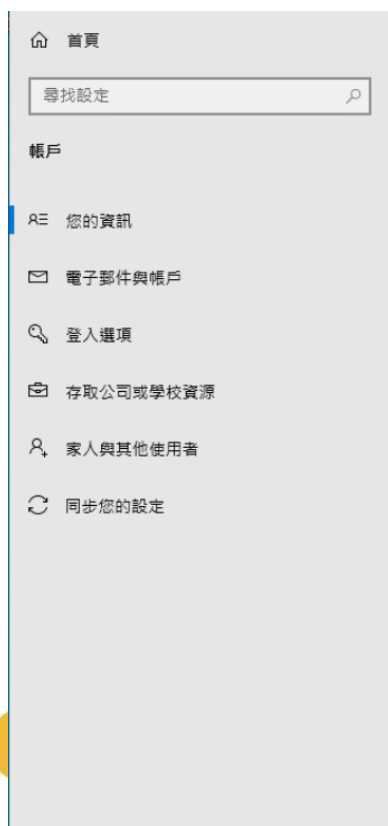 首頁
尋找設定
帳戶
您的資訊
電子郵件與帳戶
登入選項
存取公司或學校資源
家人與其他使用者
同步您的設定